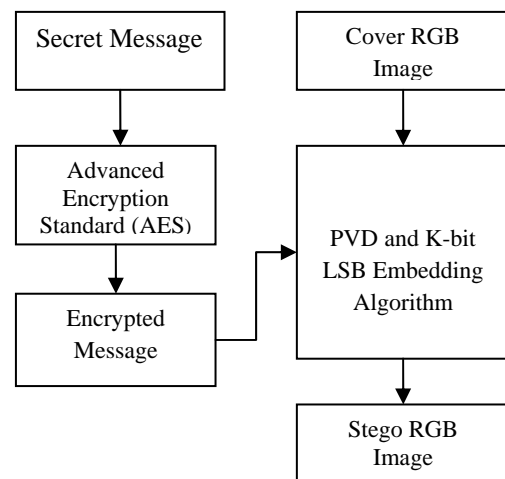 Secret Message
Cover RGB
Image
Advanced
Encryption
Standard (AES)
PVD and K-bit
LSB Embedding
Algorithm
Encrypted
Message
Stego RGB
Image